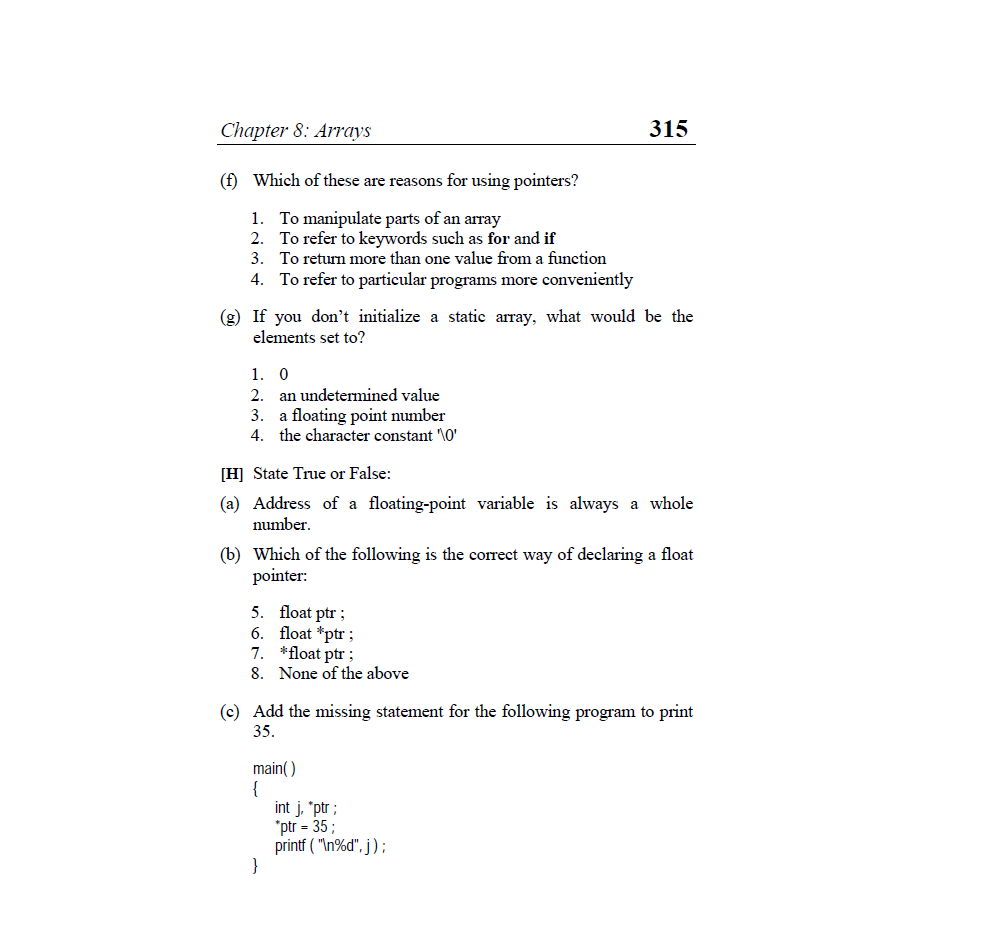 Chapter 8: Arrays 315
(f) Which of these are reasons for using pointers?
1. To manipulate parts of an array
2. To refer to keywords such as for and if
3. To return more than one value from a function
4. To refer to particular programs more conveniently
(g) If you don’t initialize a static array, what would be the
elements set to?
1. 0
2. an undetermined value
3. a floating point number
4. the character constant '\0'
[H] State True or False:
(a) Address of a floating-point variable is always a whole
number.
(b) Which of the following is the correct way of declaring a float
pointer:
5. float ptr ;
6. float *ptr ;
7. *float ptr ;
8. None of the above
(c) Add the missing statement for the following program to print
35.
main( )
{
int j, *ptr ;
*ptr = 35 ;
printf ( "\n%d", j ) ;
}